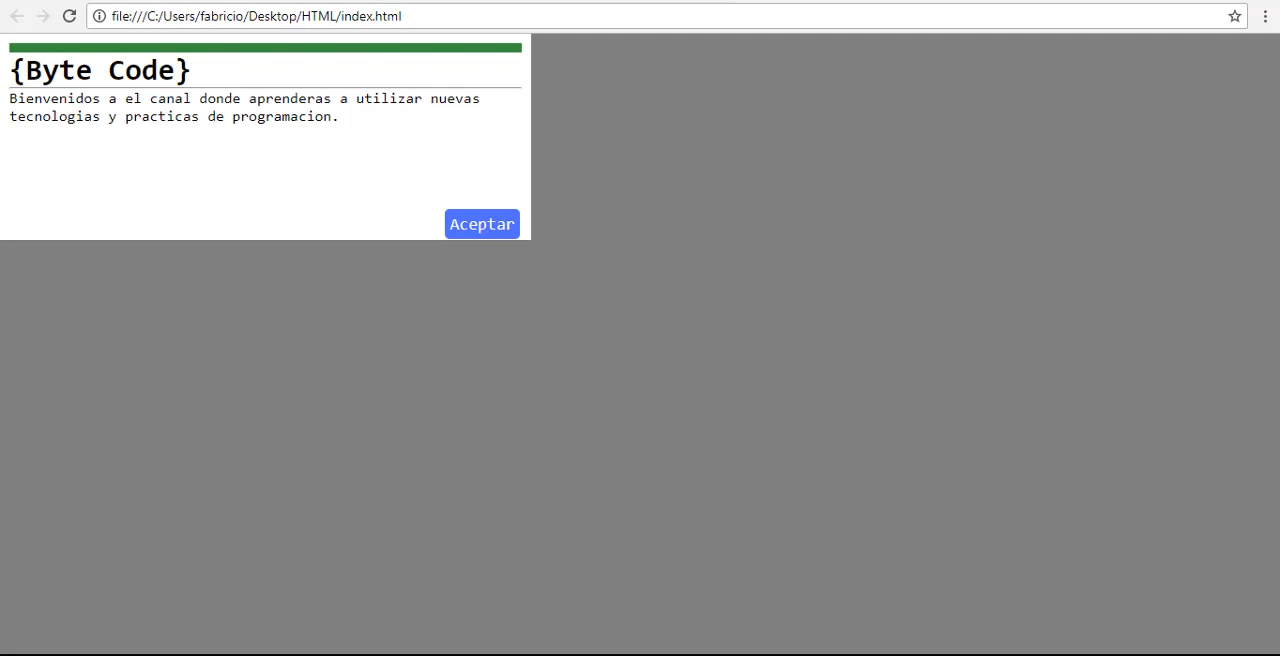 file:///C:/Users/fabricio/Desktop/HTML/index.html
{Byte Code}
Bienvenidos a el canal donde aprenderas a utilizar nuevas
tecnologias y practicas de programacion.
Aceptar